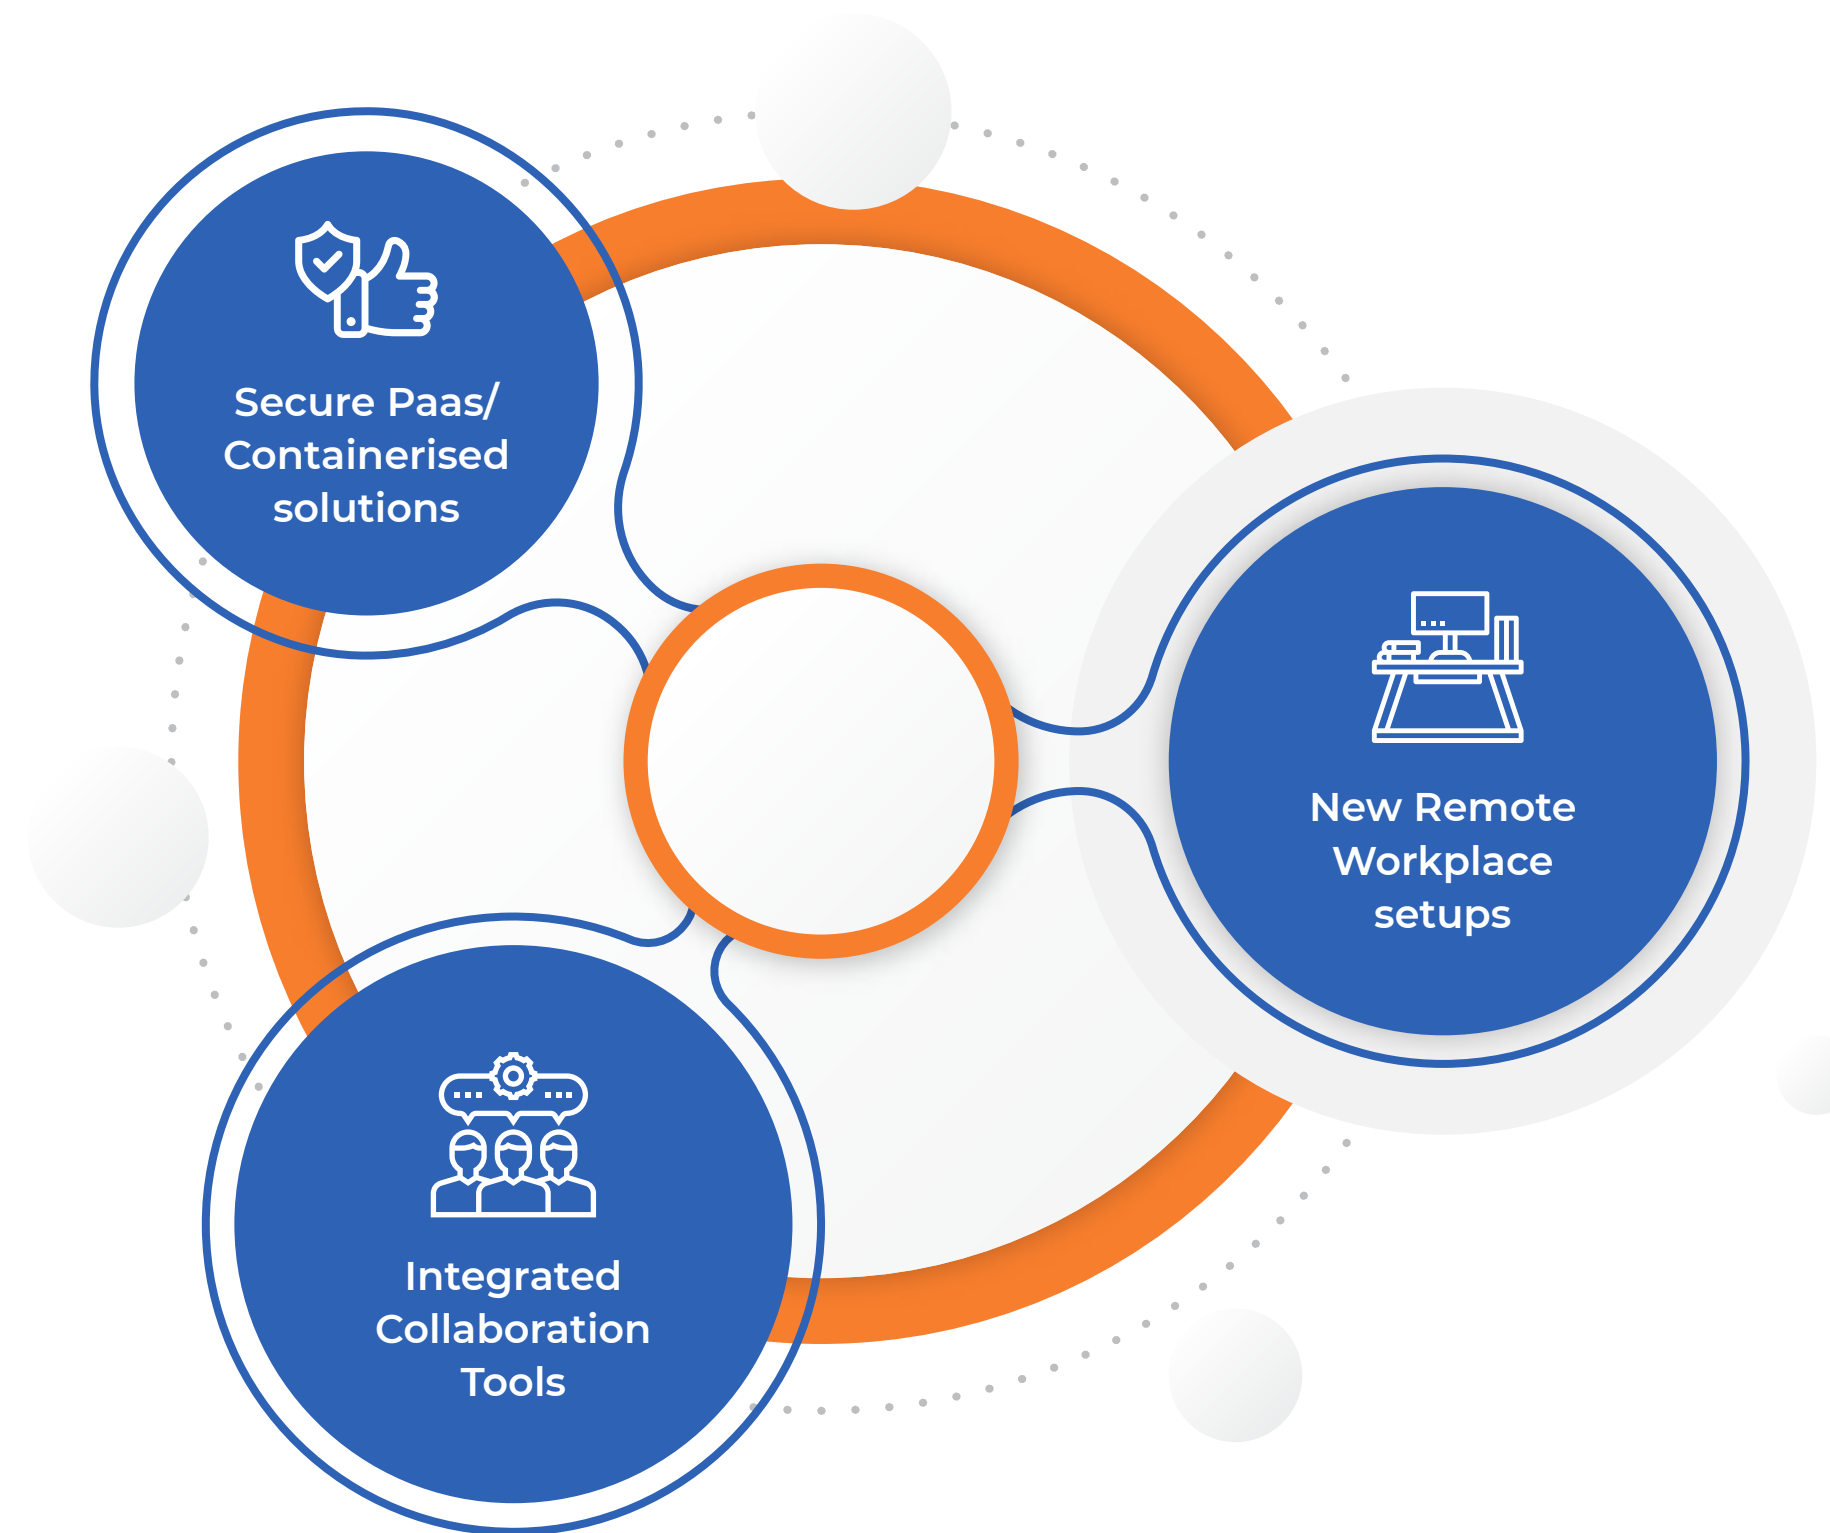 Secure Paas/
Containerised
solutions
New Remote
Workplace
setups
Integrated
Collaboration
Tools